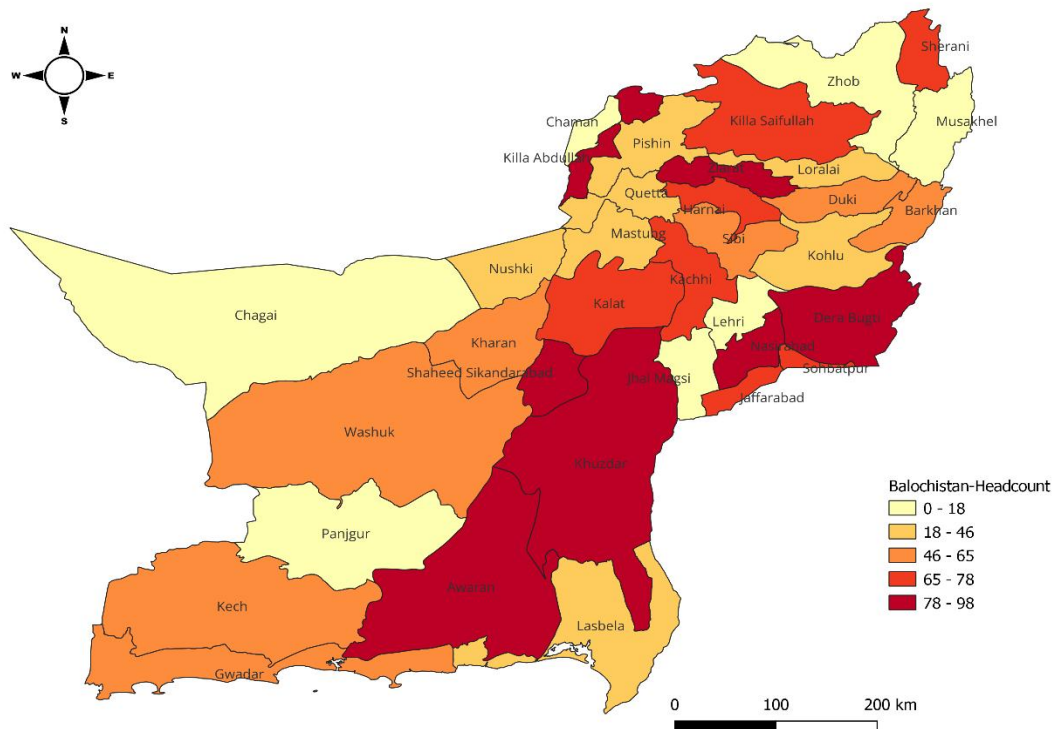 N
W E
S
Sherani
Zhob
Musakhel
Chaman
Killa Saifullah
Pishin
Killa Abdullah
Ziarat
Loralai
Quetta
Harnai
Duki
Barkhan
Mastung
Sibi
Kohlu
Nushki
Kachhi
Kalat
Chagai
Lehri
Dera Bugti
Kharan
Nasirabad
Sohbatpur
Shaheed Sikandarabad
Jhal Magsi
Jaffarabad
Washuk
Khuzdar
Panjgur
Awaran
Kech
Lasbela
Gwadar
Balochistan-Headcount
0 - 18
18 - 46
46 - 65
65 - 78
78 - 98
0 100 200 km